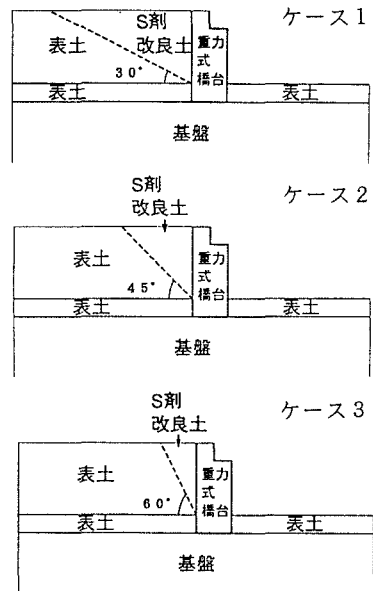 ケース1
S剤
改良土
表土
重力
式
橋台
30°
表土
表土
基盤
ケース2
S剤
改良土
表土
重力
式
橋台
45°
表土
表土
基盤
ケース3
S剤
改良土
表土
重力
式
橋台
60°
表土
表土
基盤